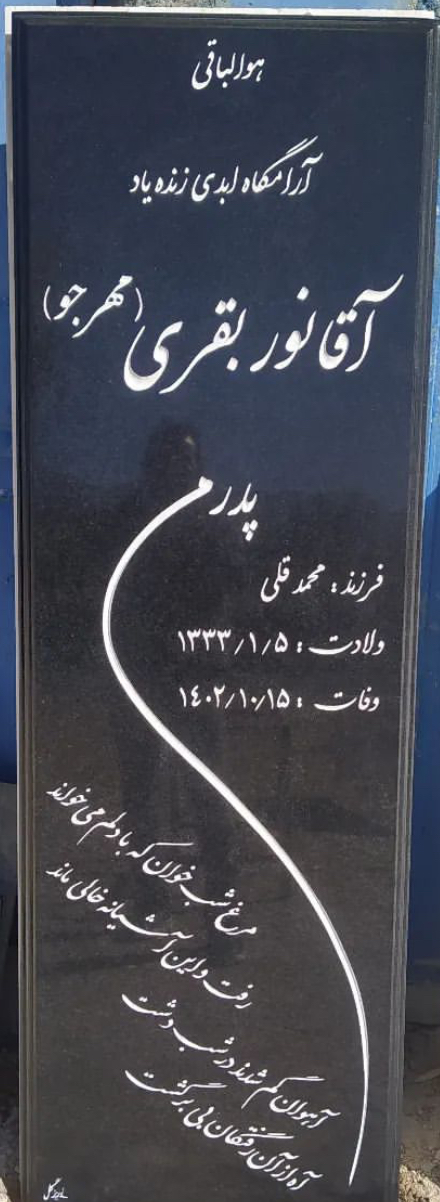 هوالباقی
آرامگاه ابدی زنده یاد
آقا نور بقری (مهرجو)
پدرم
فرزند : محمد قلی
ولادت : ۱۳۳۳/۱/۵
وفات : ۱٤۰۲/۱۰/۱۵
مرغ شب خوان که با دلم می خواند
رفت و این آشیانه خالی ماند
آهوان گم شدند در شب دشت
آه از آن رفتگان بی برگشت